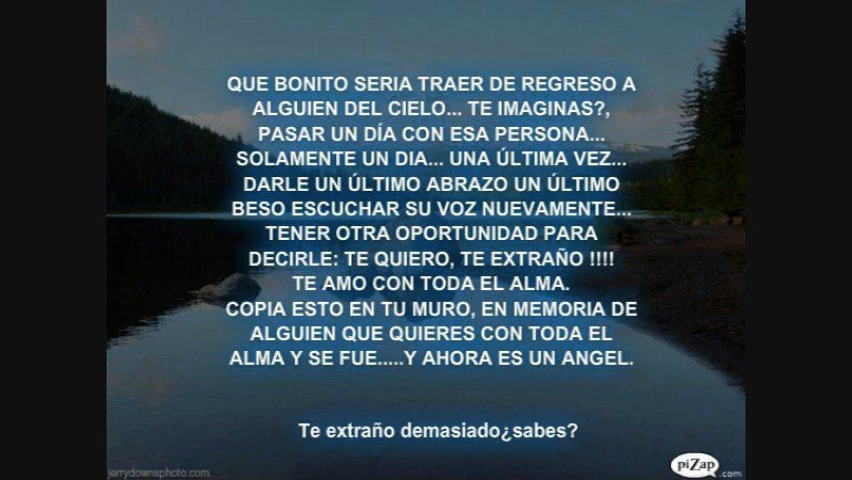 QUE BONITO SERIA TRAER DE REGRESO A
ALGUIEN DEL CIELO... TE IMAGINAS?,
PASAR UN DÍA CON ESA PERSONA...
SOLAMENTE UN DIA... UNA ÚLTIMA VEZ...
DARLE UN ÚLTIMO ABRAZO UN ÚLTIMO
BESO ESCUCHAR SU VOZ NUEVAMENTE...
TENER OTRA OPORTUNIDAD PARA
DECIRLE: TE QUIERO, TE EXTRAÑO !!!!
TE AMO CON TODA EL ALMA.
COPIA ESTO EN TU MURO, EN MEMORIA DE
ALGUIEN QUE QUIERES CON TODA EL
ALMA Y SE FUE.....Y AHORA ES UN ANGEL.
Te extraño demasiado¿sabes?
jerrydownsphoto.com
piZap.com